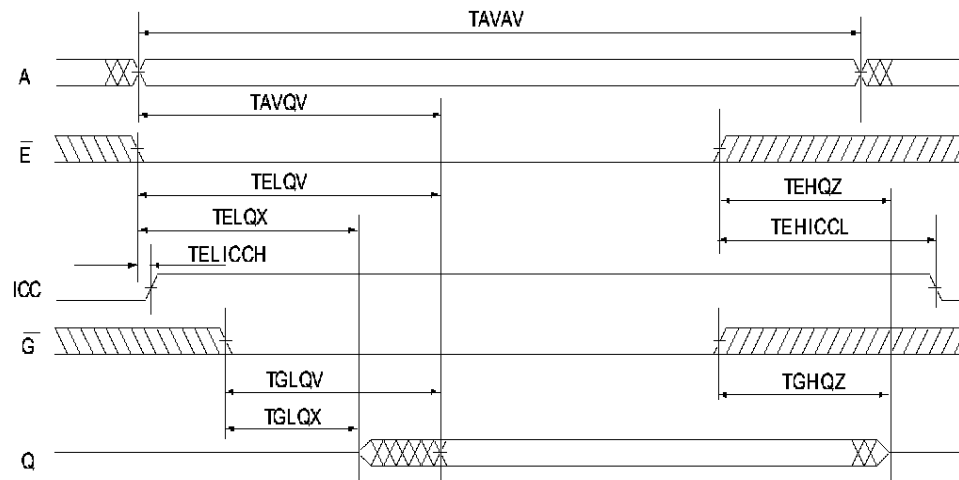 TAVAV
A
TAVQV
E
TELQV
TEHQZ
TELQX
TEHICCL
TELICCH
ICC
G
TGLQV
TGHQZ
TGLQX
Q